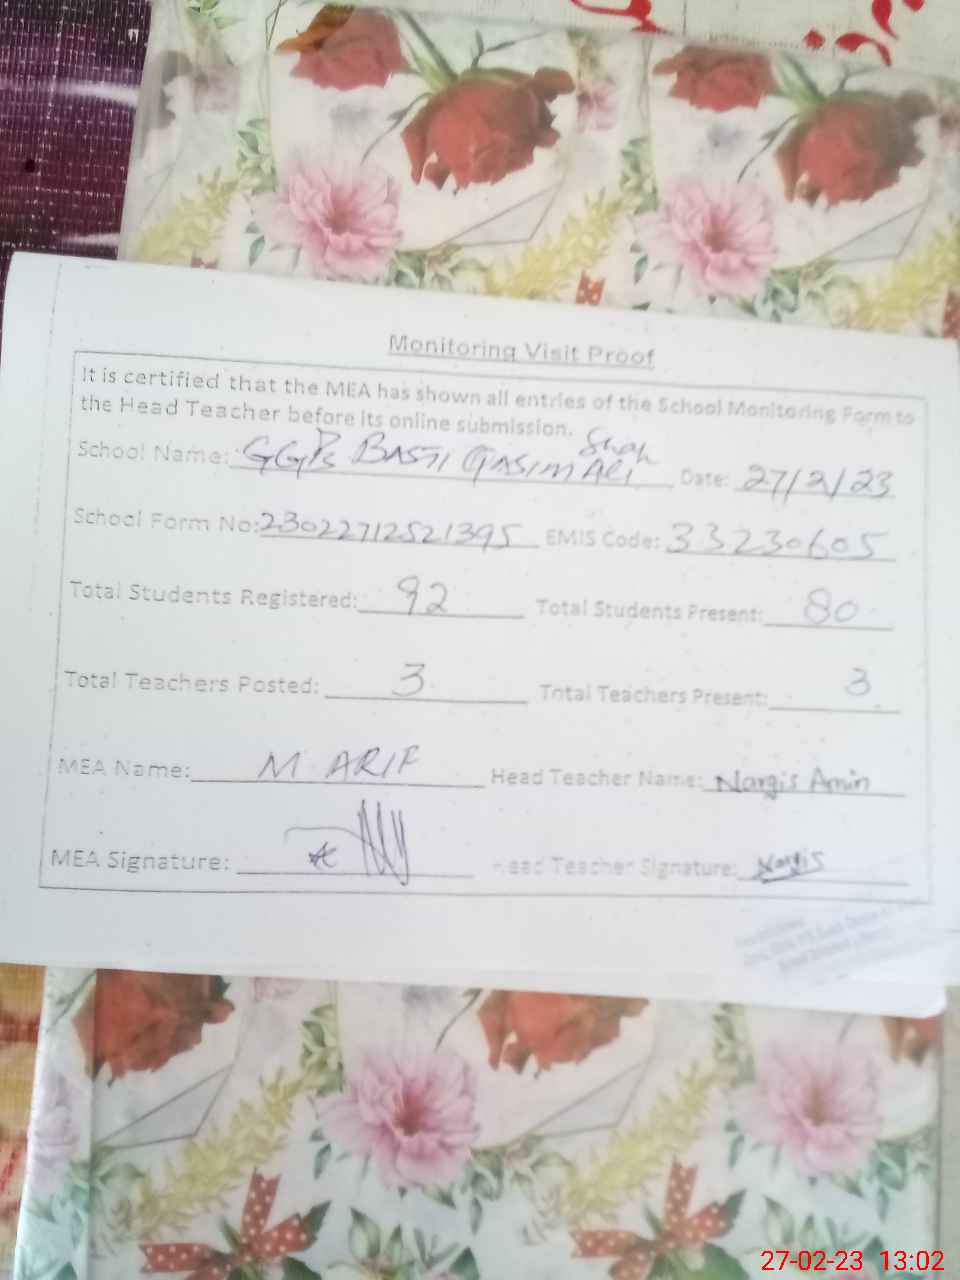 Monitoring Visit Proof
It is certified that the MEA has shown all entries of the School Monitoring Form to
the Head Teacher before its online submission.
School Name: GGPS BASTI QASIM ALI Shah Date: 27/2/23
School Form No: 23022712521395 EMIS Code: 33230605
Total Students Registered: 92 Total Students Present: 80
Total Teachers Posted: 3 Total Teachers Present: 3
MEA Name: M ARIF Head Teacher Name: Nargis Amin
MEA Signature: Head Teacher Signature: Nargis
27-02-23 13:02